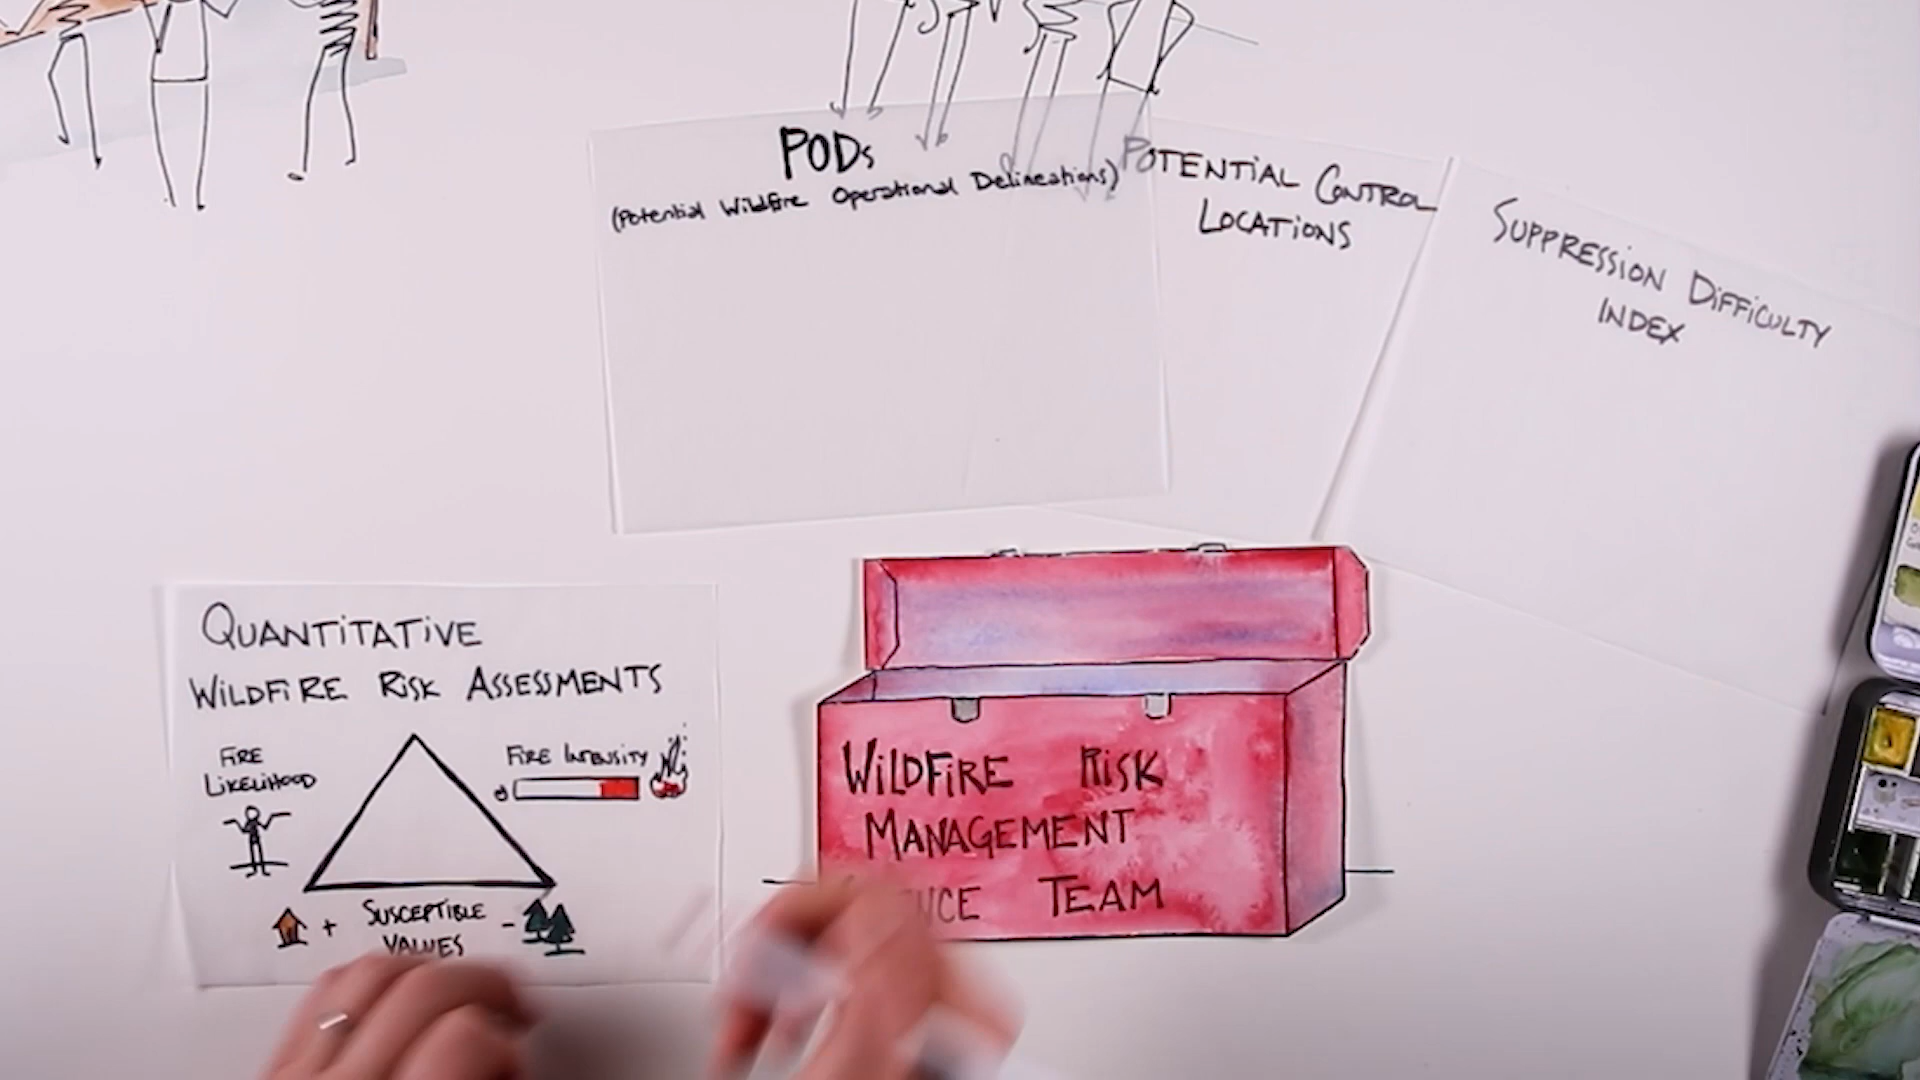 PODs
(Potential Wildfire Operational Delineations)
POTENTIAL CONTROL
LOCATIONS
SUPPRESSION DIFFICULTY
INDEX
QUANTITATIVE
WILDFIRE RISK ASSESSMENTS
FIRE
LIKELIHOOD
FIRE INTENSITY
+ SUSCEPTIBLE -
VALUES
WILDFIRE RISK
MANAGEMENT
TEAM